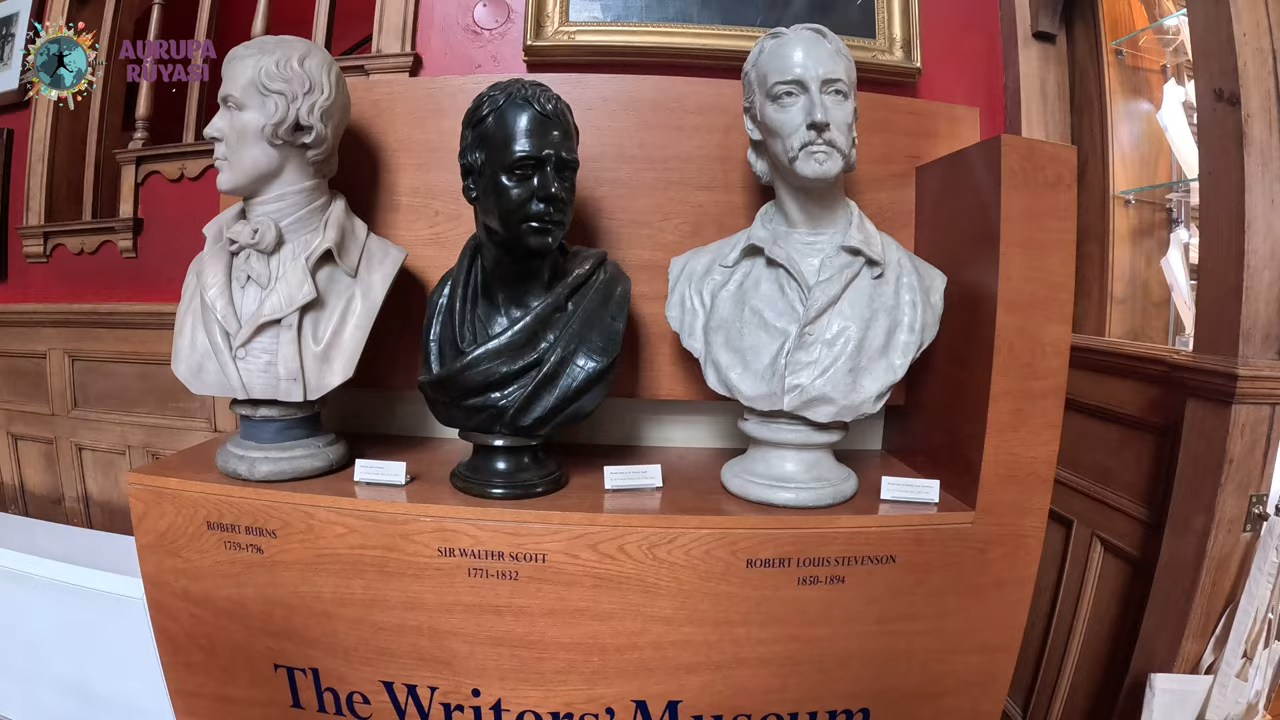 AURUPA
RÜYASI
ROBERT BURNS
1759-1796
SIR WALTER SCOTT
1771-1832
ROBERT LOUIS STEVENSON
1850-1894
The Writers' Museum